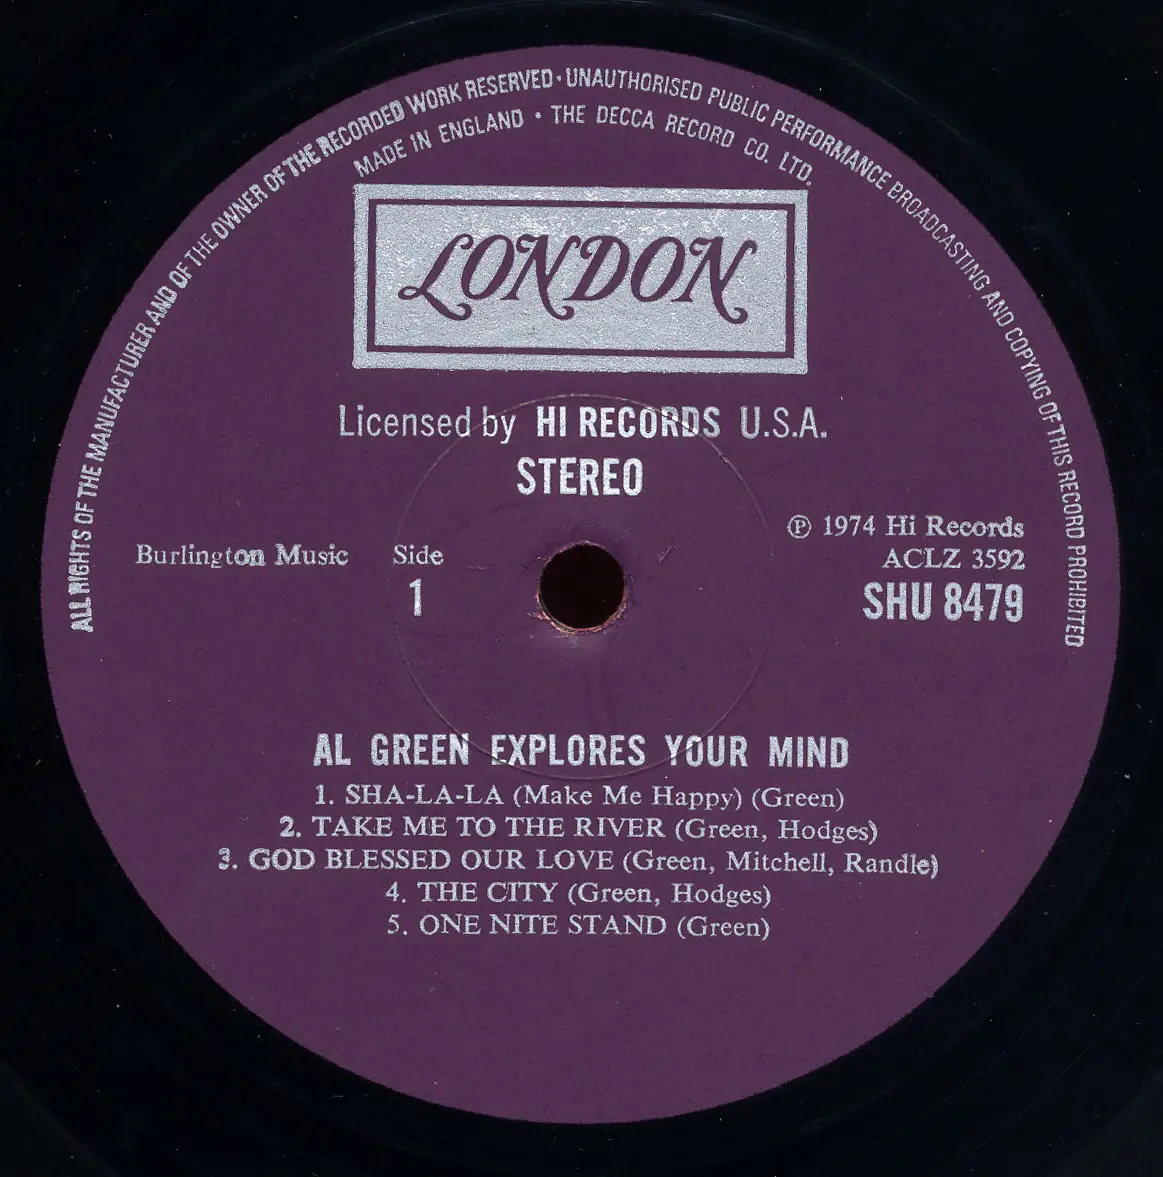 ALL RIGHTS OF THE MANUFACTURER AND OF THE OWNER OF THE RECORDED WORK RESERVED · UNAUTHORISED PUBLIC PERFORMANCE BROADCASTING AND COPYING OF THIS RECORD PROHIBITED
MADE IN ENGLAND • THE DECCA RECORD CO. LTD.
LONDON
Licensed by HI RECORDS U.S.A.
STEREO
Burlington Music
Side
1
℗ 1974 Hi Records
ACLZ 3592
SHU 8479
AL GREEN EXPLORES YOUR MIND
1. SHA-LA-LA (Make Me Happy) (Green)
2. TAKE ME TO THE RIVER (Green, Hodges)
3. GOD BLESSED OUR LOVE (Green, Mitchell, Randle)
4. THE CITY (Green, Hodges)
5. ONE NITE STAND (Green)